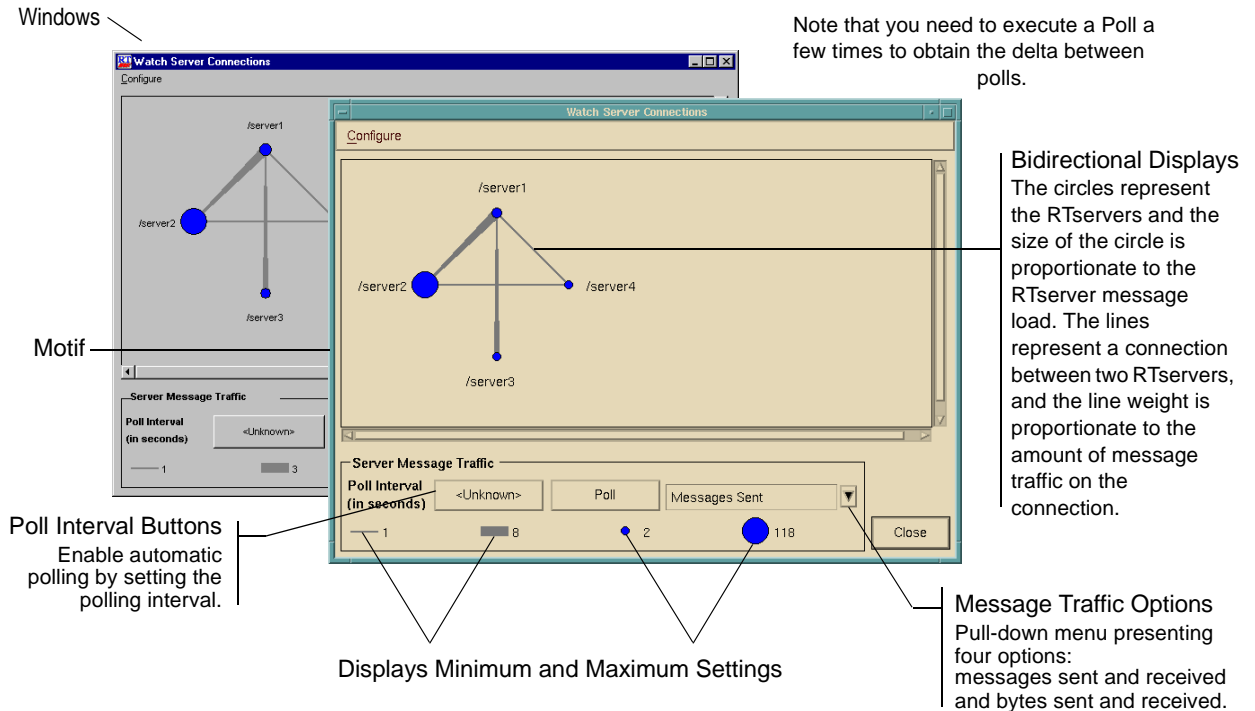 Windows
Note that you need to execute a Poll a
few times to obtain the delta between
polls.
RT Watch Server Connections
Configure
/server1
/server2
/server3
Server Message Traffic
Poll Interval
(in seconds)
<Unknown>
1
3
Motif
Watch Server Connections
Configure
/server1
/server2
/server4
/server3
Server Message Traffic
Poll Interval
(in seconds)
<Unknown>
Poll
Messages Sent
1
8
2
118
Close
Bidirectional Displays
The circles represent
the RTservers and the
size of the circle is
proportionate to the
RTserver message
load. The lines
represent a connection
between two RTservers,
and the line weight is
proportionate to the
amount of message
traffic on the
connection.
Poll Interval Buttons
Enable automatic
polling by setting the
polling interval.
Displays Minimum and Maximum Settings
Message Traffic Options
Pull-down menu presenting
four options:
messages sent and received
and bytes sent and received.